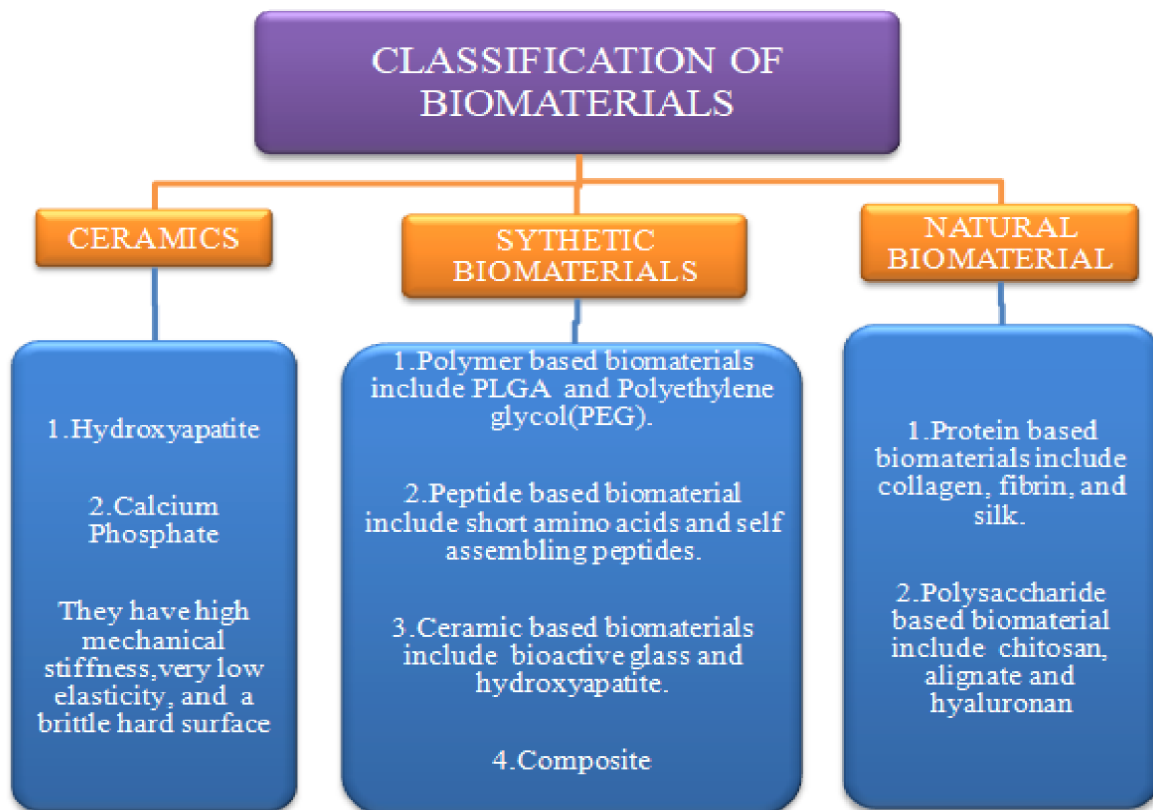 CLASSIFICATION OF
BIOMATERIALS
CERAMICS
SYTHETIC
BIOMATERIALS
NATURAL
BIOMATERIAL
1.Hydroxyapatite
2.Calcium
Phosphate
They have high
mechanical
stiffness,very low
elasticity, and a
brittle hard surface
1.Polymer based biomaterials
include PLGA and Polyethylene
glycol(PEG).
2.Peptide based biomaterial
include short amino acids and self
assembling peptides.
3.Ceramic based biomaterials
include bioactive glass and
hydroxyapatite.
4.Composite
1.Protein based
biomaterials include
collagen, fibrin, and
silk.
2.Polysaccharide
based biomaterial
include chitosan,
alignate and
hyaluronan